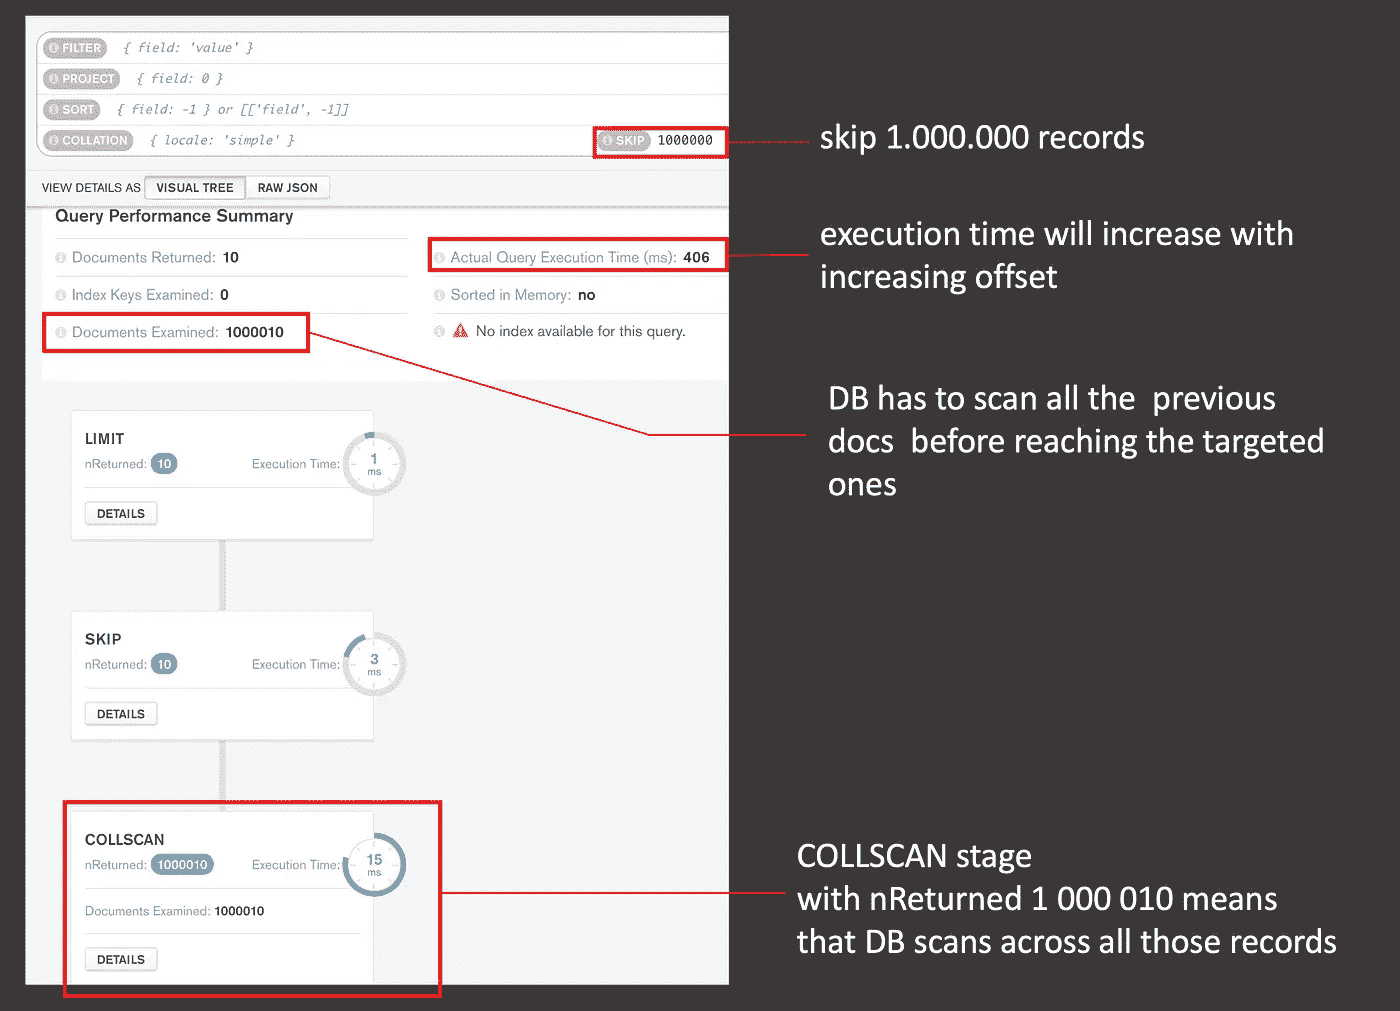 FILTER { field: 'value' }
PROJECT { field: 0 }
SORT { field: -1 } or [['field', -1]]
COLLATION { locale: 'simple' } SKIP 1000000
skip 1.000.000 records
VIEW DETAILS AS VISUAL TREE RAW JSON
Query Performance Summary
Documents Returned: 10
Actual Query Execution Time (ms): 406
execution time will increase with
increasing offset
Index Keys Examined: 0
Sorted in Memory: no
Documents Examined: 1000010
No index available for this query.
DB has to scan all the previous
docs before reaching the targeted
ones
LIMIT
nReturned: 10 Execution Time: 1 ms
DETAILS
SKIP
nReturned: 10 Execution Time: 3 ms
DETAILS
COLLSCAN
nReturned: 1000010 Execution Time: 15 ms
Documents Examined: 1000010
DETAILS
COLLSCAN stage
with nReturned 1 000 010 means
that DB scans across all those records